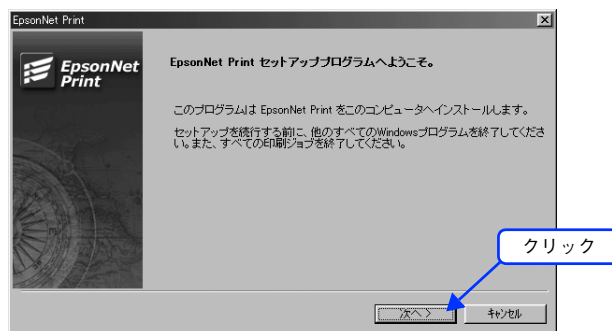 EpsonNet Print
EpsonNet
Print
EpsonNet Print セットアッププログラムへようこそ。
このプログラムは EpsonNet Print をこのコンピュータへインストールします。
セットアップを続行する前に、他のすべてのWindowsプログラムを終了してくださ
い。また、すべての印刷ジョブを終了してください。
クリック
次へ >
キャンセル